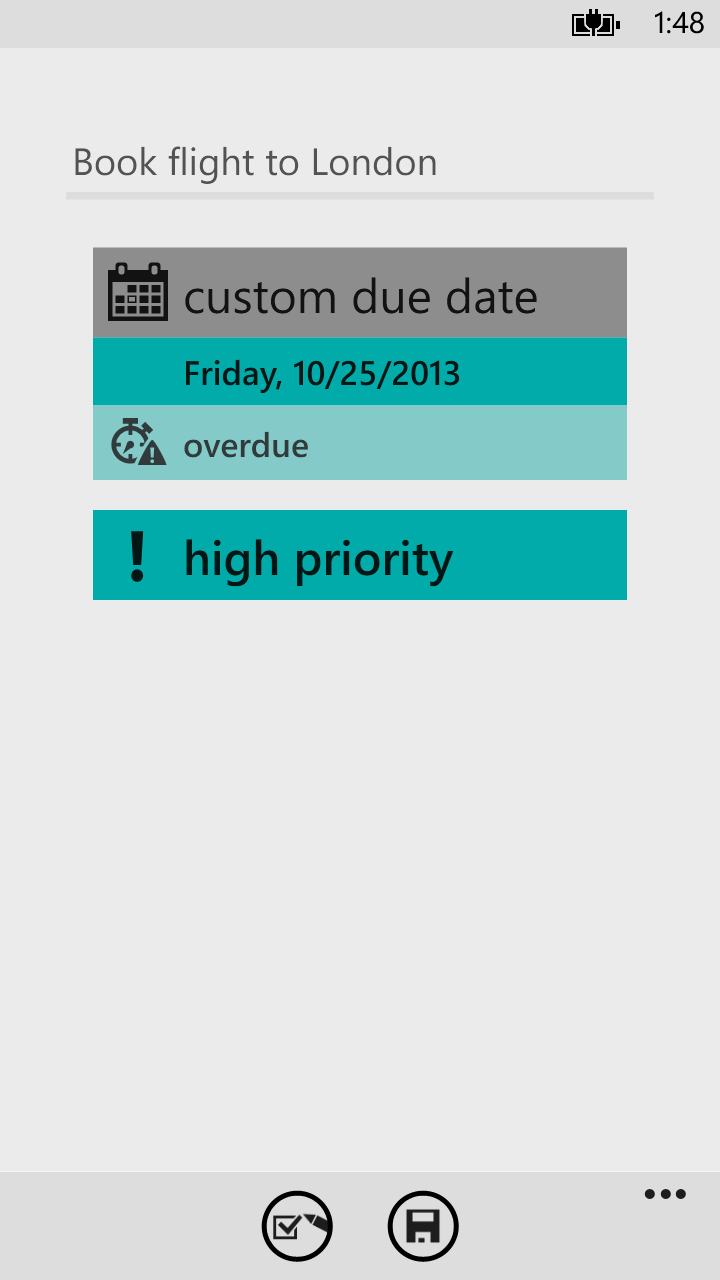 1:48
Book flight to London
custom due date
Friday, 10/25/2013
overdue
high priority